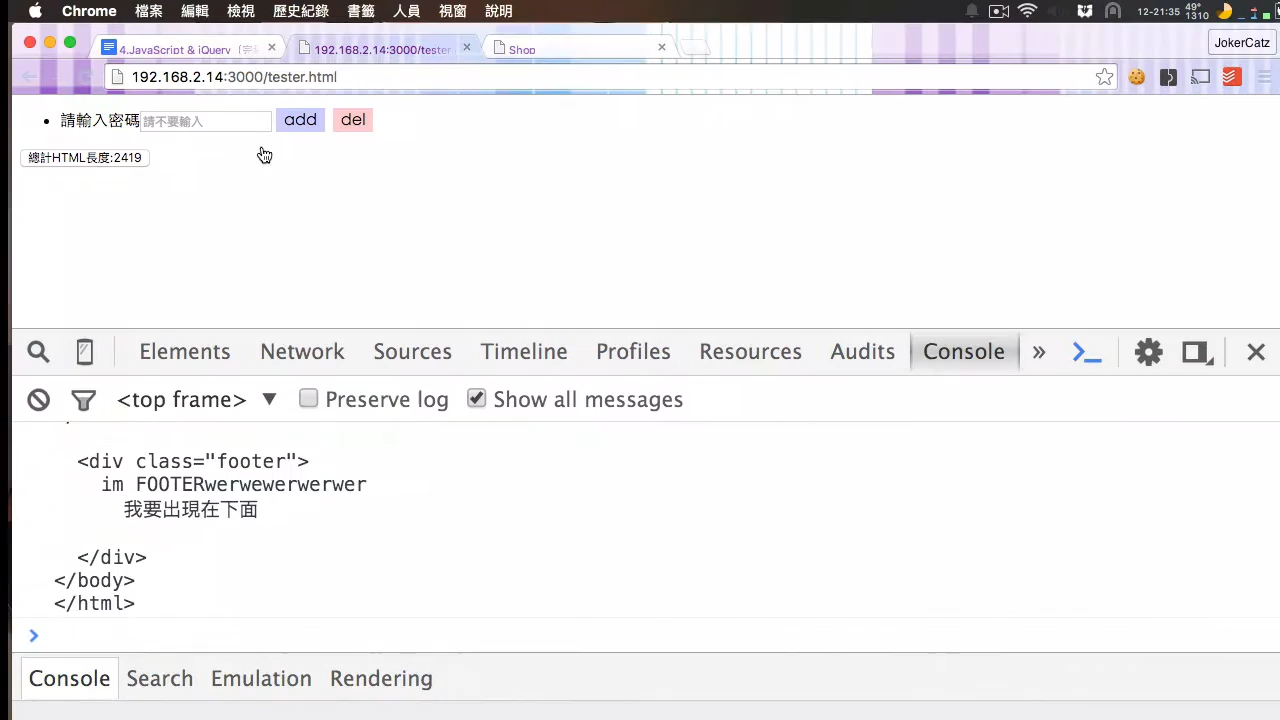 Chrome 檔案 編輯 檢視 歷史紀錄 書籤 人員 視窗 說明 12-21:35 49° 1310
4.JavaScript & jQuery 192.168.2.14:3000/tester Shop JokerCatz
192.168.2.14:3000/tester.html
• 請輸入密碼 請不要輸入 add del
總計HTML長度:2419
Elements Network Sources Timeline Profiles Resources Audits Console »
<top frame> ▼ Preserve log Show all messages
<div class="footer">
im FOOTERwerwewerwerwer
我要出現在下面
</div>
</body>
</html>
Console Search Emulation Rendering